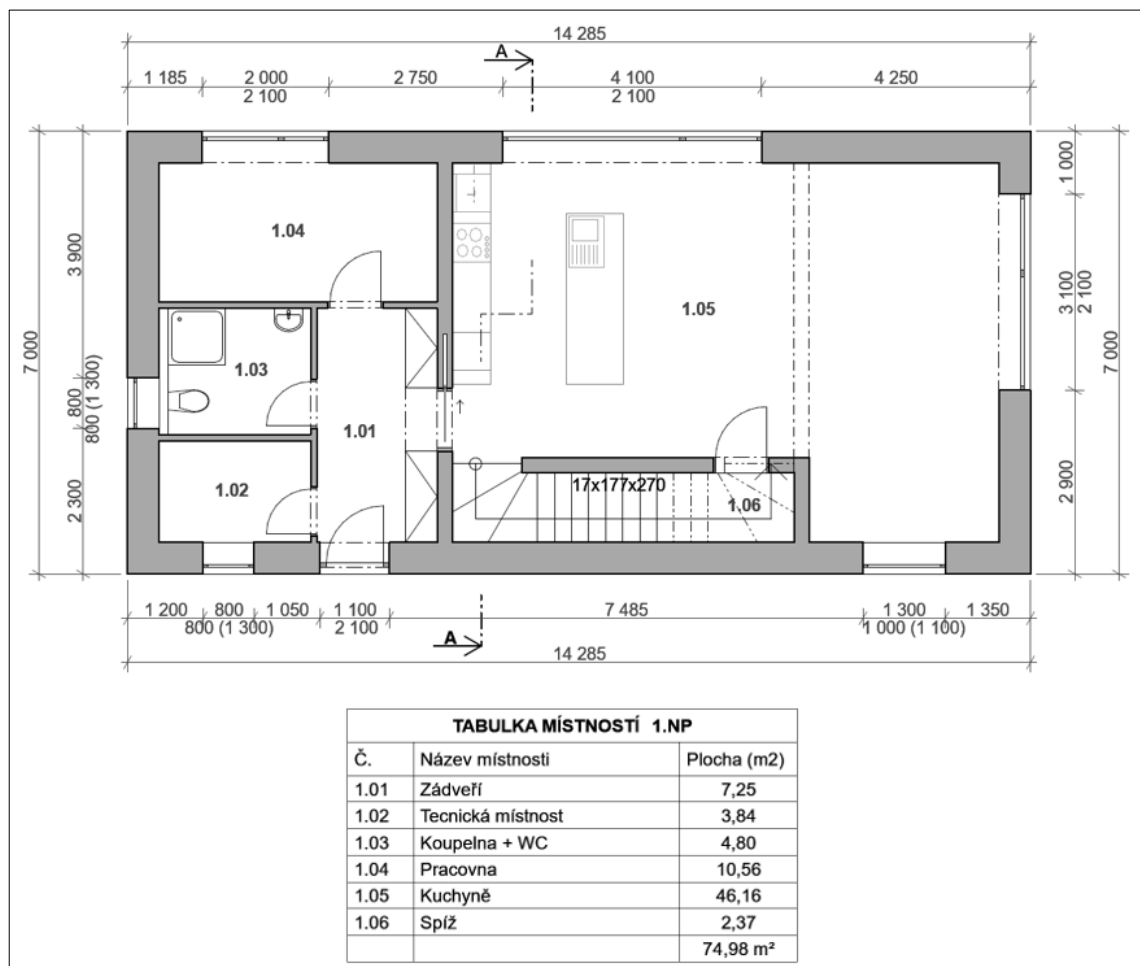 14 285
A
1 185
2 000
2 100
2 750
4 100
2 100
4 250
7 000
3 900
800
800 (1 300)
2 300
1 000
3 100
2 100
2 900
7 000
1.04
1.05
1.03
1.01
1.02
17x177x270
1.06
1 200
800
800 (1 300)
1 050
1 100
2 100
7 485
1 300
1 000 (1 100)
1 350
A
14 285
TABULKA MÍSTNOSTÍ 1.NP
Č. Název místnosti Plocha (m2)
1.01 Zádveří 7,25
1.02 Tecnická místnost 3,84
1.03 Koupelna + WC 4,80
1.04 Pracovna 10,56
1.05 Kuchyně 46,16
1.06 Spíž 2,37
74,98 m²